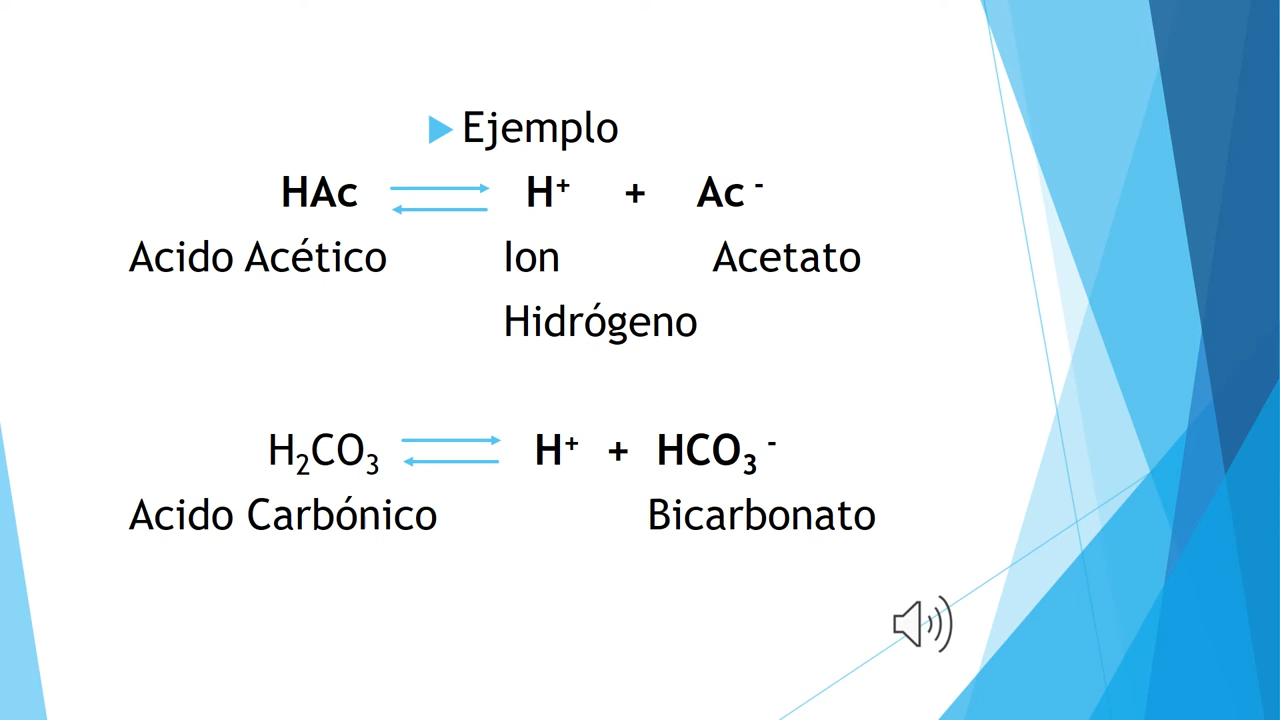 Ejemplo
HAc ⇄ H⁺ + Ac ⁻
Acido Acético Ion Acetato
Hidrógeno
H₂CO₃ ⇄ H⁺ + HCO₃ ⁻
Acido Carbónico Bicarbonato